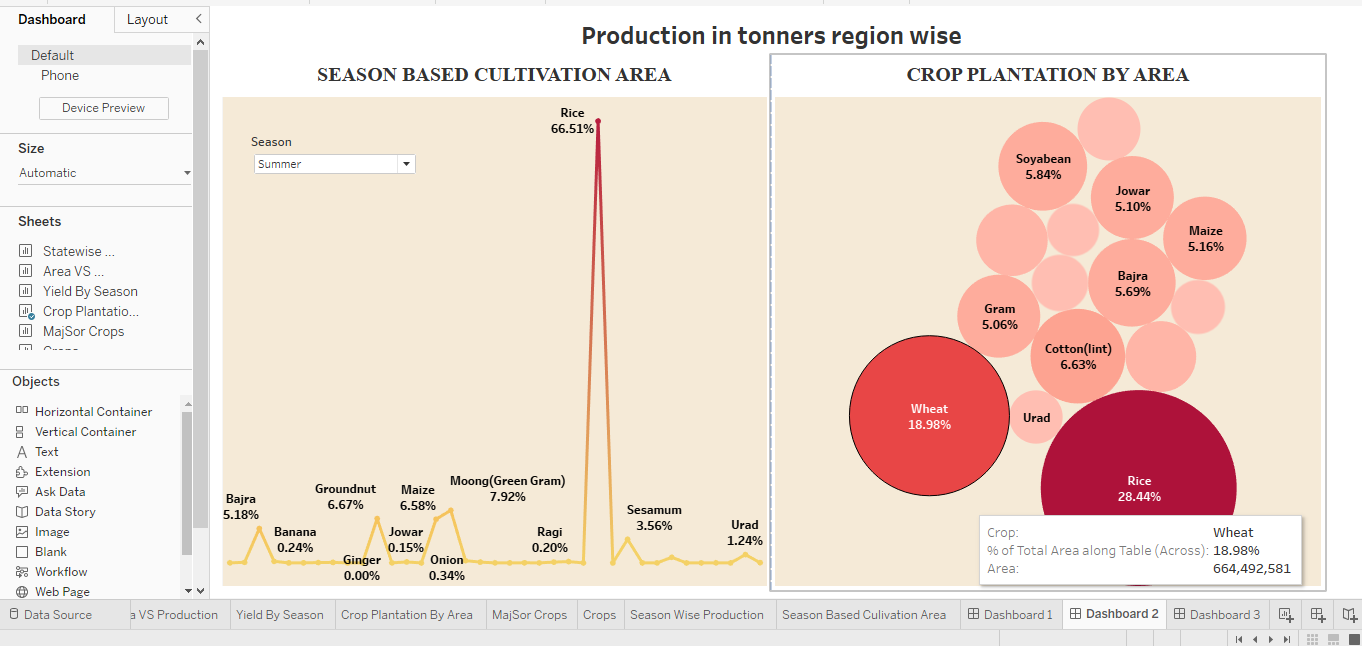 Dashboard
Layout
Default
Phone
Device Preview
Size
Automatic
Sheets
Statewise ...
Area VS ...
Yield By Season
Crop Plantatio...
MajSor Crops
Objects
Horizontal Container
Vertical Container
Text
Extension
Ask Data
Data Story
Image
Blank
Workflow
Web Page
Production in tonners region wise
SEASON BASED CULTIVATION AREA
Season
Summer
Rice
66.51%
Bajra
5.18%
Banana
0.24%
Groundnut
6.67%
Ginger
0.00%
Jowar
0.15%
Maize
6.58%
Onion
0.34%
Moong(Green Gram)
7.92%
Ragi
0.20%
Sesamum
3.56%
Urad
1.24%
CROP PLANTATION BY AREA
Soyabean
5.84%
Jowar
5.10%
Maize
5.16%
Bajra
5.69%
Gram
5.06%
Cotton(lint)
6.63%
Wheat
18.98%
Urad
Rice
28.44%
Crop: Wheat
% of Total Area along Table (Across): 18.98%
Area: 664,492,581
Data Source
a VS Production
Yield By Season
Crop Plantation By Area
MajSor Crops
Crops
Season Wise Production
Season Based Culivation Area
Dashboard 1
Dashboard 2
Dashboard 3